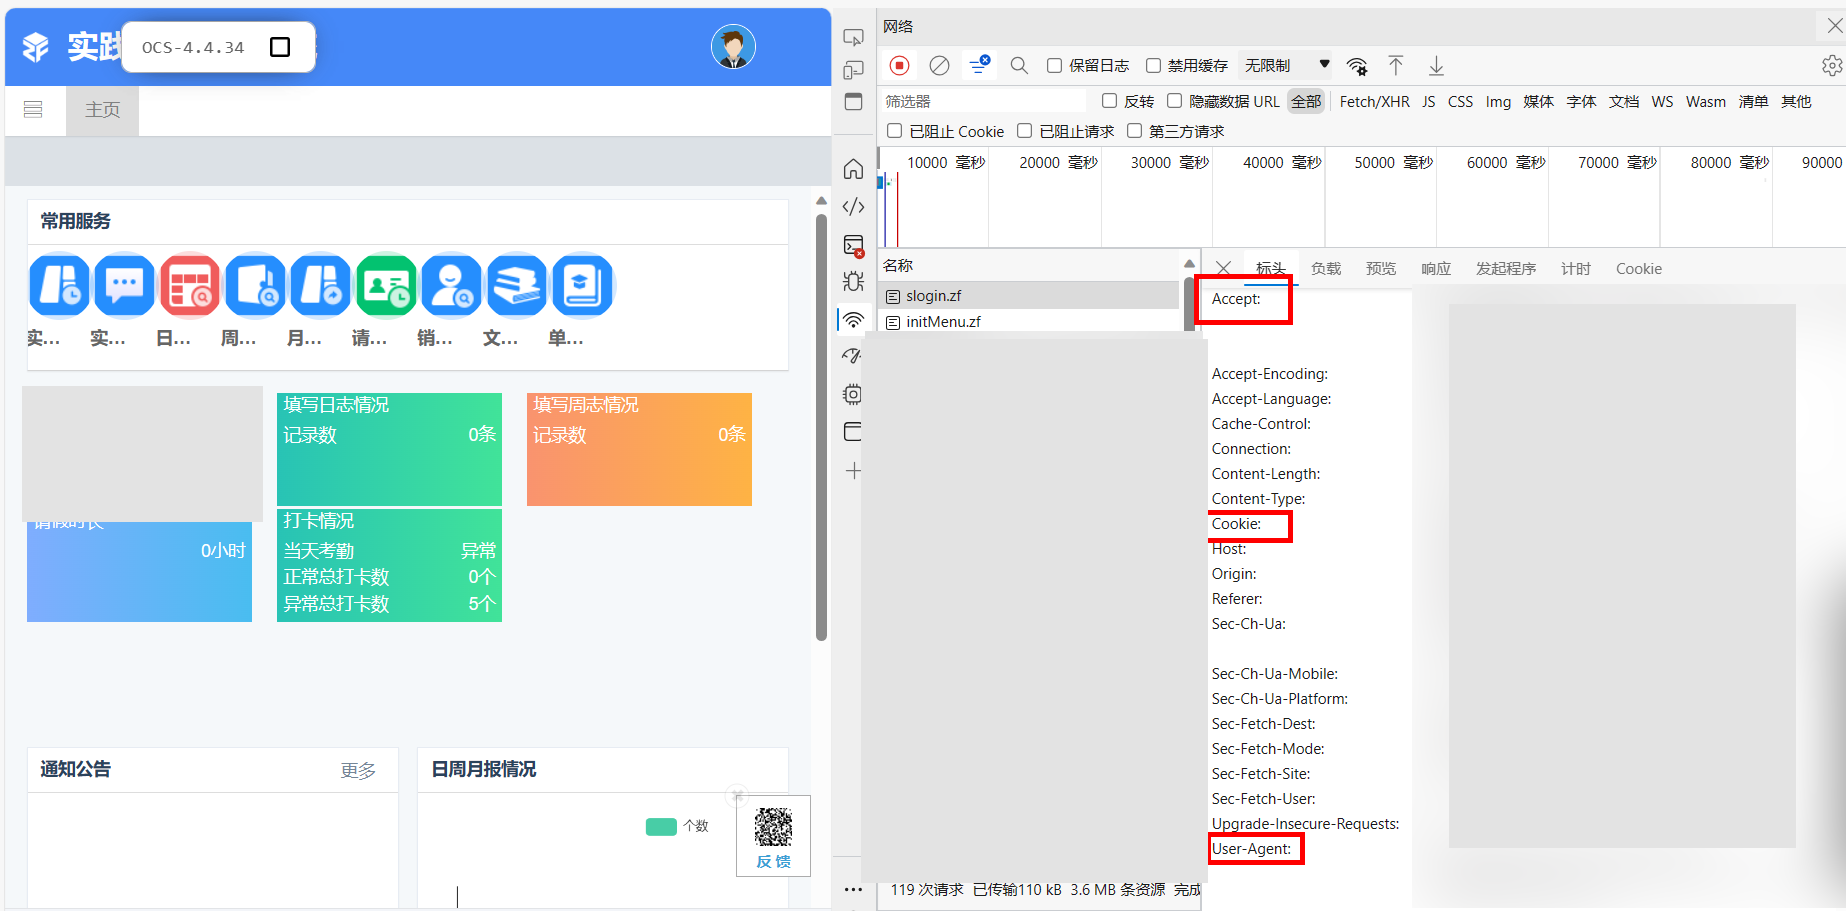 实践
OCS-4.4.34
主页
常用服务
实...
实...
日...
周...
月...
请...
销...
文...
单...
填写日志情况
记录数
0条
填写周志情况
记录数
0条
请假时长
0小时
打卡情况
当天考勤
异常
正常总打卡数
0个
异常总打卡数
5个
通知公告
更多
日周月报情况
个数
反馈
网络
保留日志
禁用缓存
无限制
筛选器
反转
隐藏数据 URL
全部
Fetch/XHR
JS
CSS
Img
媒体
字体
文档
WS
Wasm
清单
其他
已阻止 Cookie
已阻止请求
第三方请求
10000 毫秒
20000 毫秒
30000 毫秒
40000 毫秒
50000 毫秒
60000 毫秒
70000 毫秒
80000 毫秒
90000
名称
slogin.zf
initMenu.zf
标头
负载
预览
响应
发起程序
计时
Cookie
Accept:
Accept-Encoding:
Accept-Language:
Cache-Control:
Connection:
Content-Length:
Content-Type:
Cookie:
Host:
Origin:
Referer:
Sec-Ch-Ua:
Sec-Ch-Ua-Mobile:
Sec-Ch-Ua-Platform:
Sec-Fetch-Dest:
Sec-Fetch-Mode:
Sec-Fetch-Site:
Sec-Fetch-User:
Upgrade-Insecure-Requests:
User-Agent:
119 次请求 已传输110 kB 3.6 MB 条资源 完成